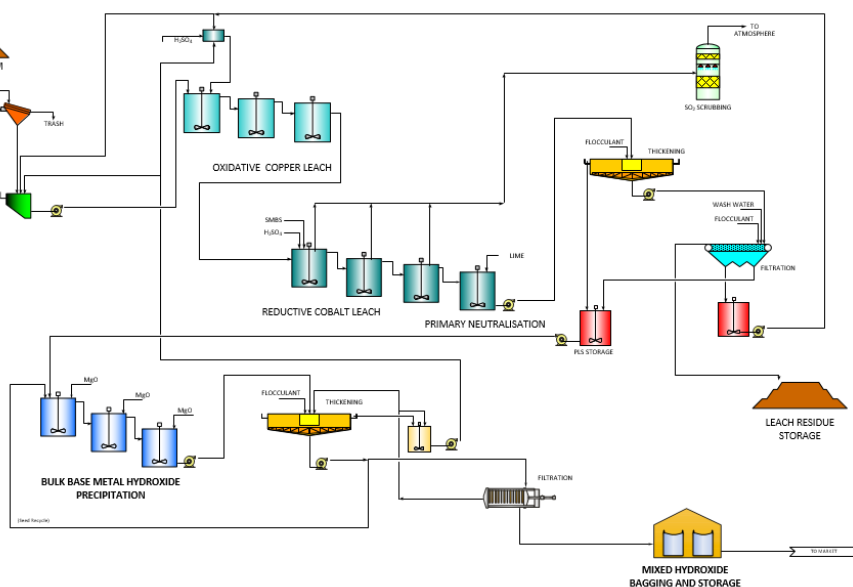 TO
ATMOSPHERE
H₂SO₄
M
SO₂ SCRUBBING
TRASH
FLOCCULANT
THICKENING
OXIDATIVE COPPER LEACH
WASH WATER
FLOCCULANT
SMBS
H₂SO₄
LIME
FILTRATION
REDUCTIVE COBALT LEACH
PRIMARY NEUTRALISATION
PLS STORAGE
MgO
MgO
MgO
FLOCCULANT
THICKENING
LEACH RESIDUE
STORAGE
BULK BASE METAL HYDROXIDE
PRECIPITATION
FILTRATION
(Seed Recycle)
TO MARKET
MIXED HYDROXIDE
BAGGING AND STORAGE